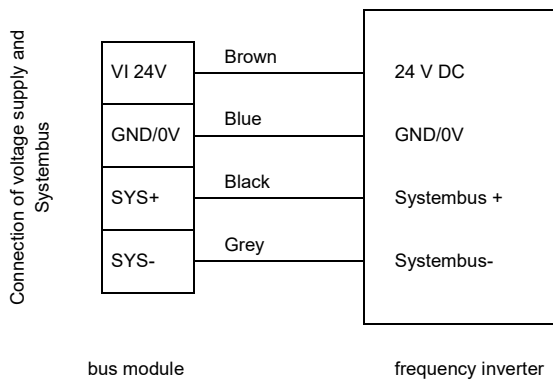 Connection of voltage supply and
Systembus
VI 24V
Brown
24 V DC
GND/0V
Blue
GND/0V
SYS+
Black
Systembus +
SYS-
Grey
Systembus-
bus module
frequency inverter